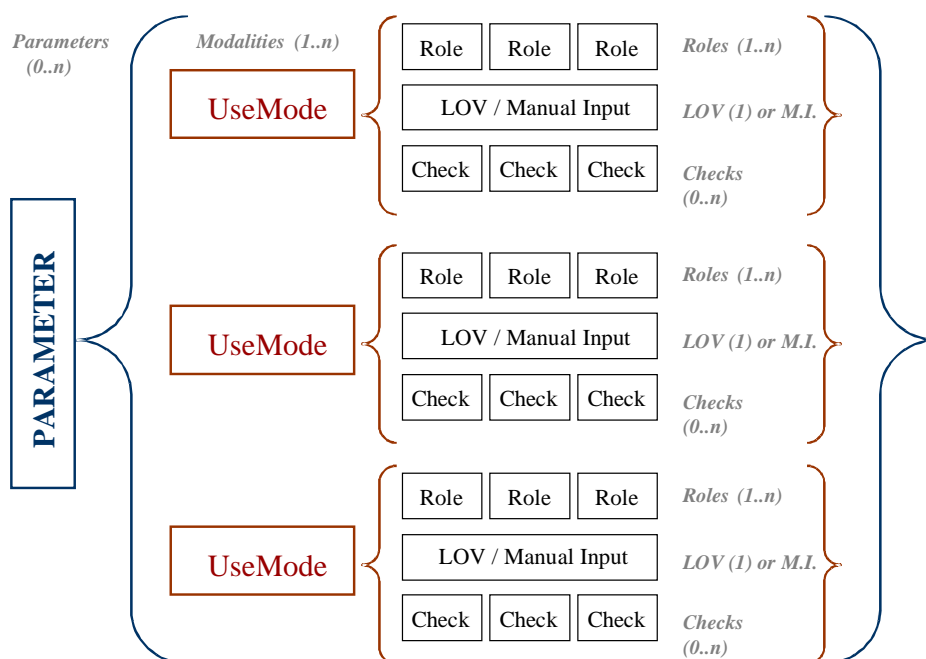 Parameters
(0..n)
Modalities (1..n)
Role Role Role
Roles (1..n)
UseMode
LOV / Manual Input
LOV (1) or M.I.
Check Check Check
Checks
(0..n)
PARAMETER
Role Role Role
Roles (1..n)
UseMode
LOV / Manual Input
LOV (1) or M.I.
Check Check Check
Checks
(0..n)
Role Role Role
Roles (1..n)
UseMode
LOV / Manual Input
LOV (1) or M.I.
Check Check Check
Checks
(0..n)